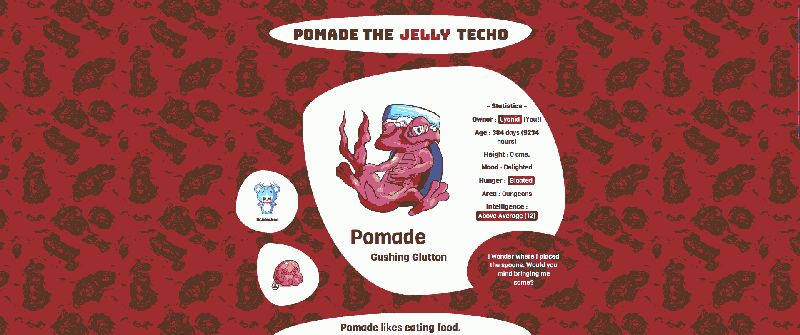 POMADE THE JELLY TECHO
~ Statistics ~
Owner : Lyonid (You!)
Age : 384 days (9234
hours)
Height : 0 cms.
Mood - Delighted
Hunger : Bloated
Area : Dungeons
Intelligence :
Above Average (12)
Pomade
Gushing Glutton
I wonder where I placed
the spoons. Would you
mind bringing me
some?
Pomade likes eating food.